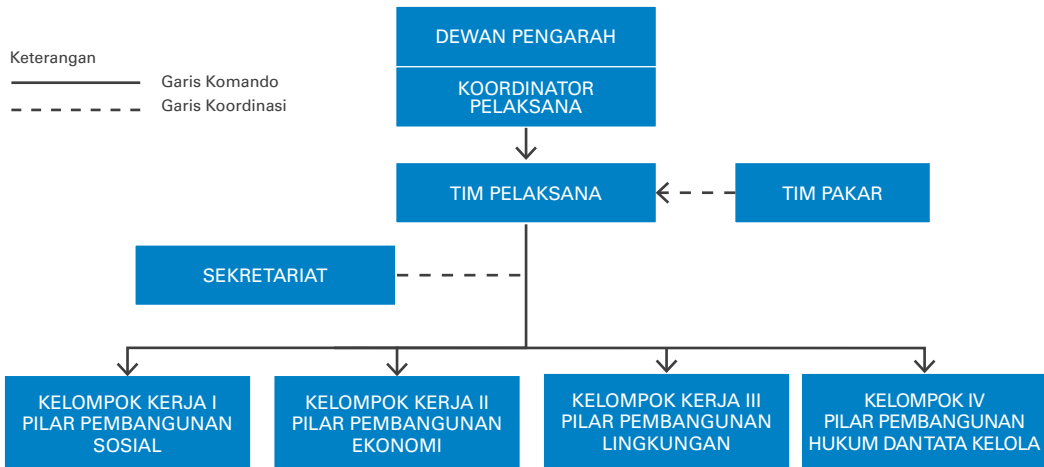 DEWAN PENGARAH
Keterangan
Garis Komando
Garis Koordinasi
KOORDINATOR
PELAKSANA
TIM PELAKSANA
TIM PAKAR
SEKRETARIAT
KELOMPOK KERJA I
PILAR PEMBANGUNAN
SOSIAL
KELOMPOK KERJA II
PILAR PEMBANGUNAN
EKONOMI
KELOMPOK KERJA III
PILAR PEMBANGUNAN
LINGKUNGAN
KELOMPOK IV
PILAR PEMBANGUNAN
HUKUM DANTATA KELOLA